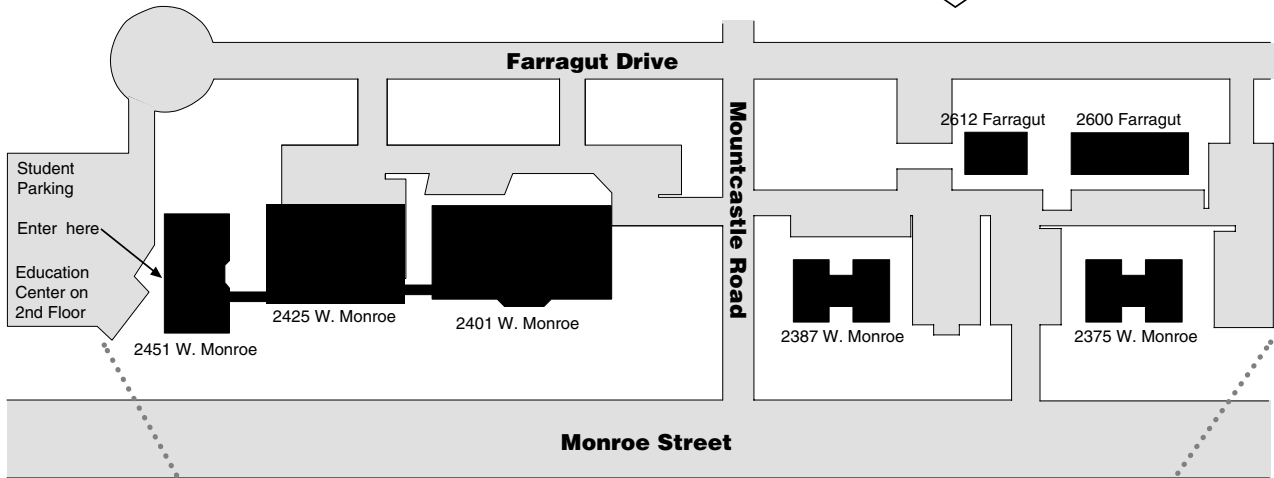 Farragut Drive
Mountcastle Road
2612 Farragut
2600 Farragut
Student
Parking
Enter here
Education
Center on
2nd Floor
2451 W. Monroe
2425 W. Monroe
2401 W. Monroe
2387 W. Monroe
2375 W. Monroe
Monroe Street